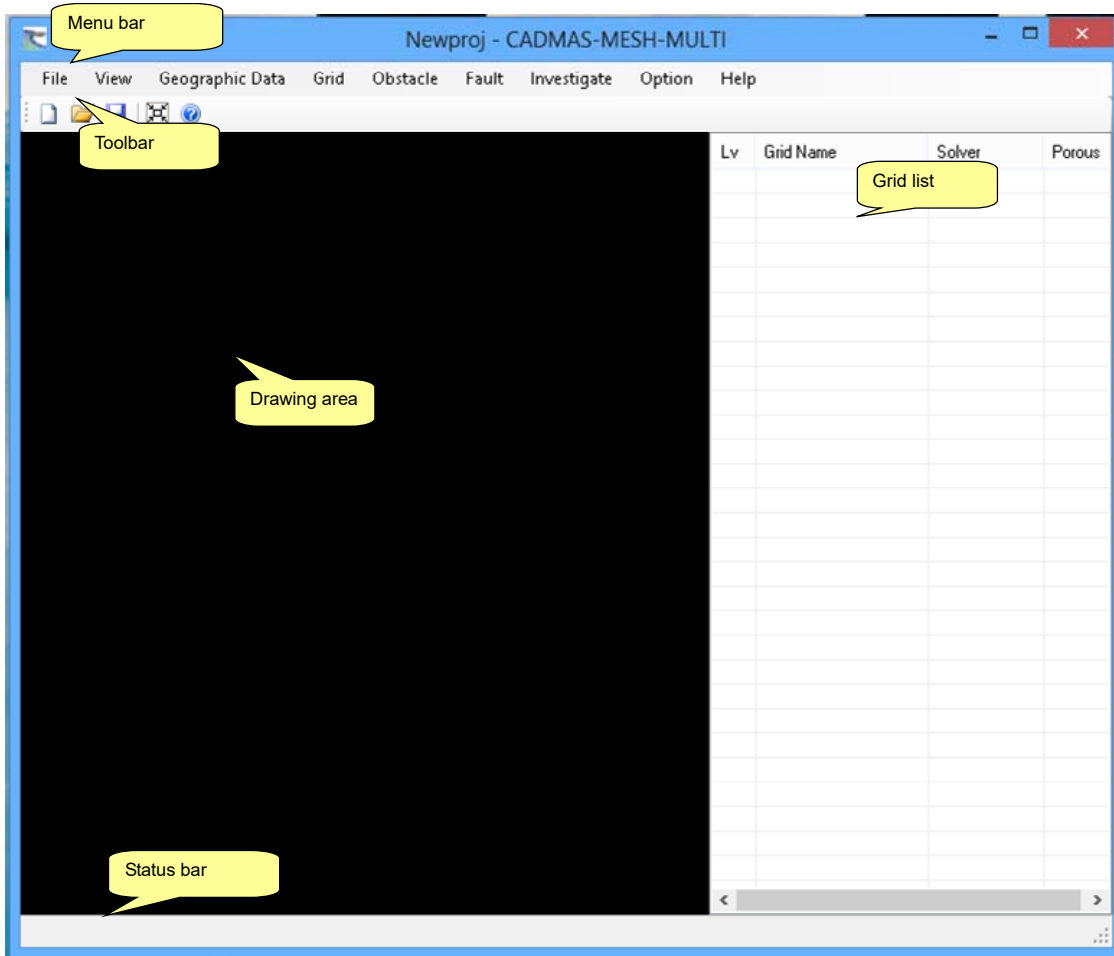 Menu bar
Newproj - CADMAS-MESH-MULTI
File View Geographic Data Grid Obstacle Fault Investigate Option Help
Toolbar
Lv Grid Name Solver Porous
Grid list
Drawing area
Status bar